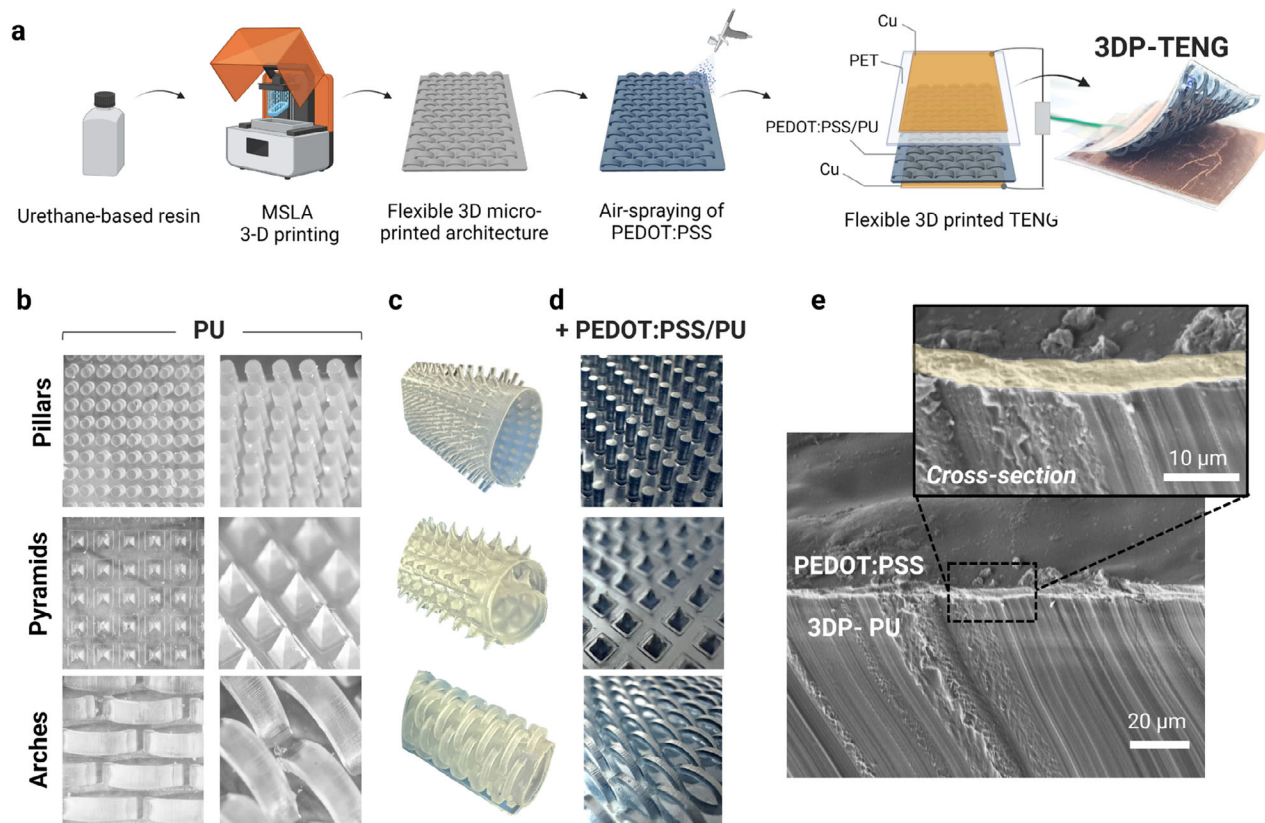 a
Cu
PET
PEDOT:PSS/PU
Cu
3DP-TENG
Urethane-based resin
MSLA
3-D printing
Flexible 3D micro-
printed architecture
Air-spraying of
PEDOT:PSS
Flexible 3D printed TENG
b
PU
c
d
+ PEDOT:PSS/PU
e
Pillars
Pyramids
Arches
Cross-section
10 µm
PEDOT:PSS
3DP- PU
20 µm